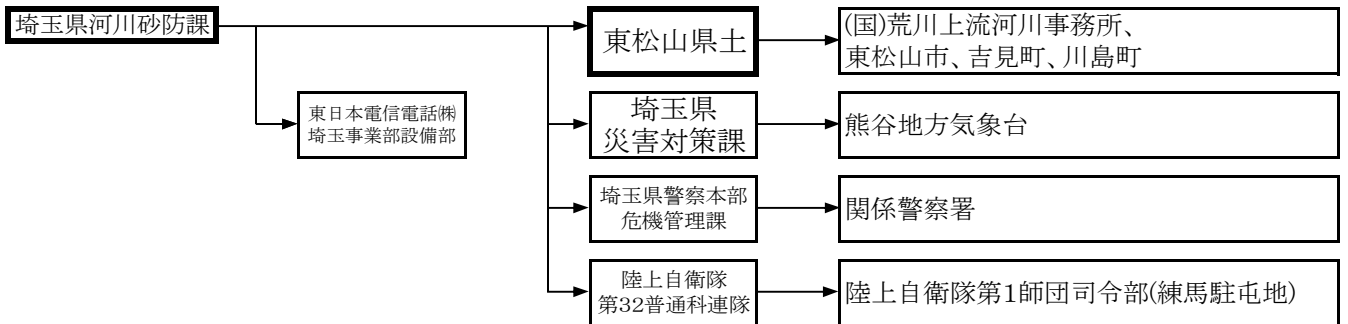 埼玉県河川砂防課
東日本電信電話㈱
埼玉事業部設備部
東松山県土
(国)荒川上流河川事務所、
東松山市、吉見町、川島町
埼玉県
災害対策課
熊谷地方気象台
埼玉県警察本部
危機管理課
関係警察署
陸上自衛隊
第32普通科連隊
陸上自衛隊第1師団司令部(練馬駐屯地)